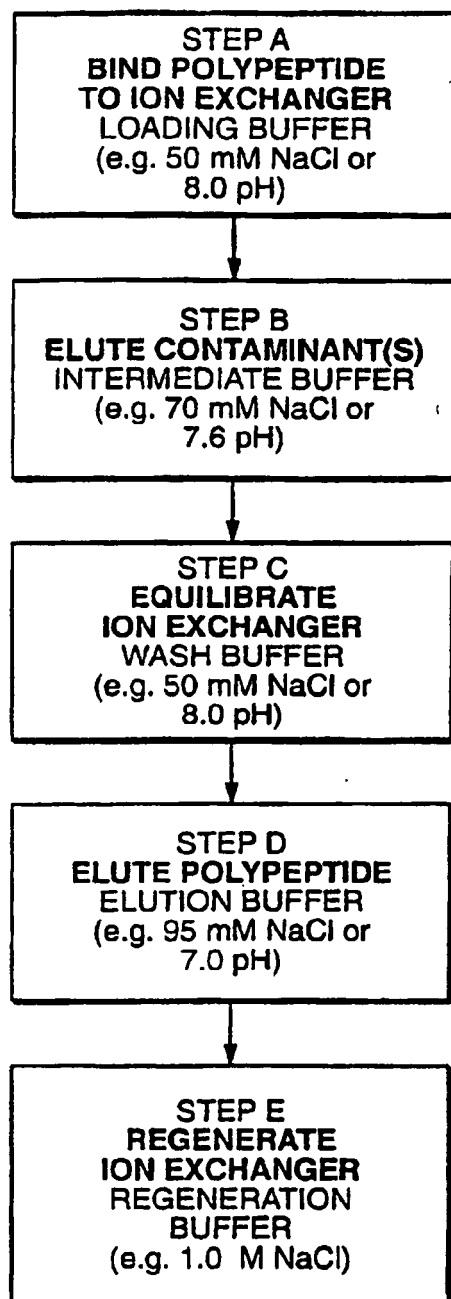 STEP A
BIND POLYPEPTIDE
TO ION EXCHANGER
LOADING BUFFER
(e.g. 50 mM NaCl or
8.0 pH)
STEP B
ELUTE CONTAMINANT(S)
INTERMEDIATE BUFFER
(e.g. 70 mM NaCl or
7.6 pH)
STEP C
EQUILIBRATE
ION EXCHANGER
WASH BUFFER
(e.g. 50 mM NaCl or
8.0 pH)
STEP D
ELUTE POLYPEPTIDE
ELUTION BUFFER
(e.g. 95 mM NaCl or
7.0 pH)
STEP E
REGENERATE
ION EXCHANGER
REGENERATION
BUFFER
(e.g. 1.0 M NaCl)